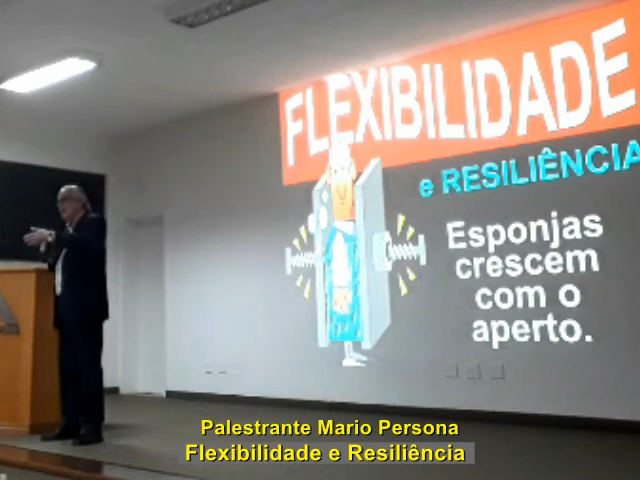 FLEXIBILIDADE
e RESILIÊNCIA
Esponjas
crescem
com o
aperto.
Palestrante Mario Persona
Flexibilidade e Resiliência